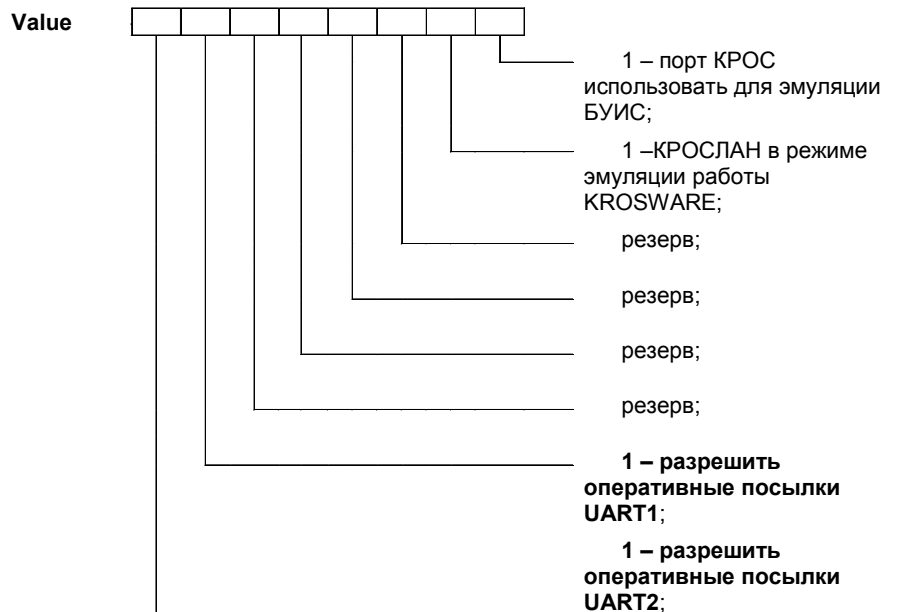 Value
1 – порт КРОС
использовать для эмуляции
БУИС;
1 –КРОСЛАН в режиме
эмуляции работы
KROSWARE;
резерв;
резерв;
резерв;
резерв;
1 – разрешить
оперативные посылки
UART1;
1 – разрешить
оперативные посылки
UART2;